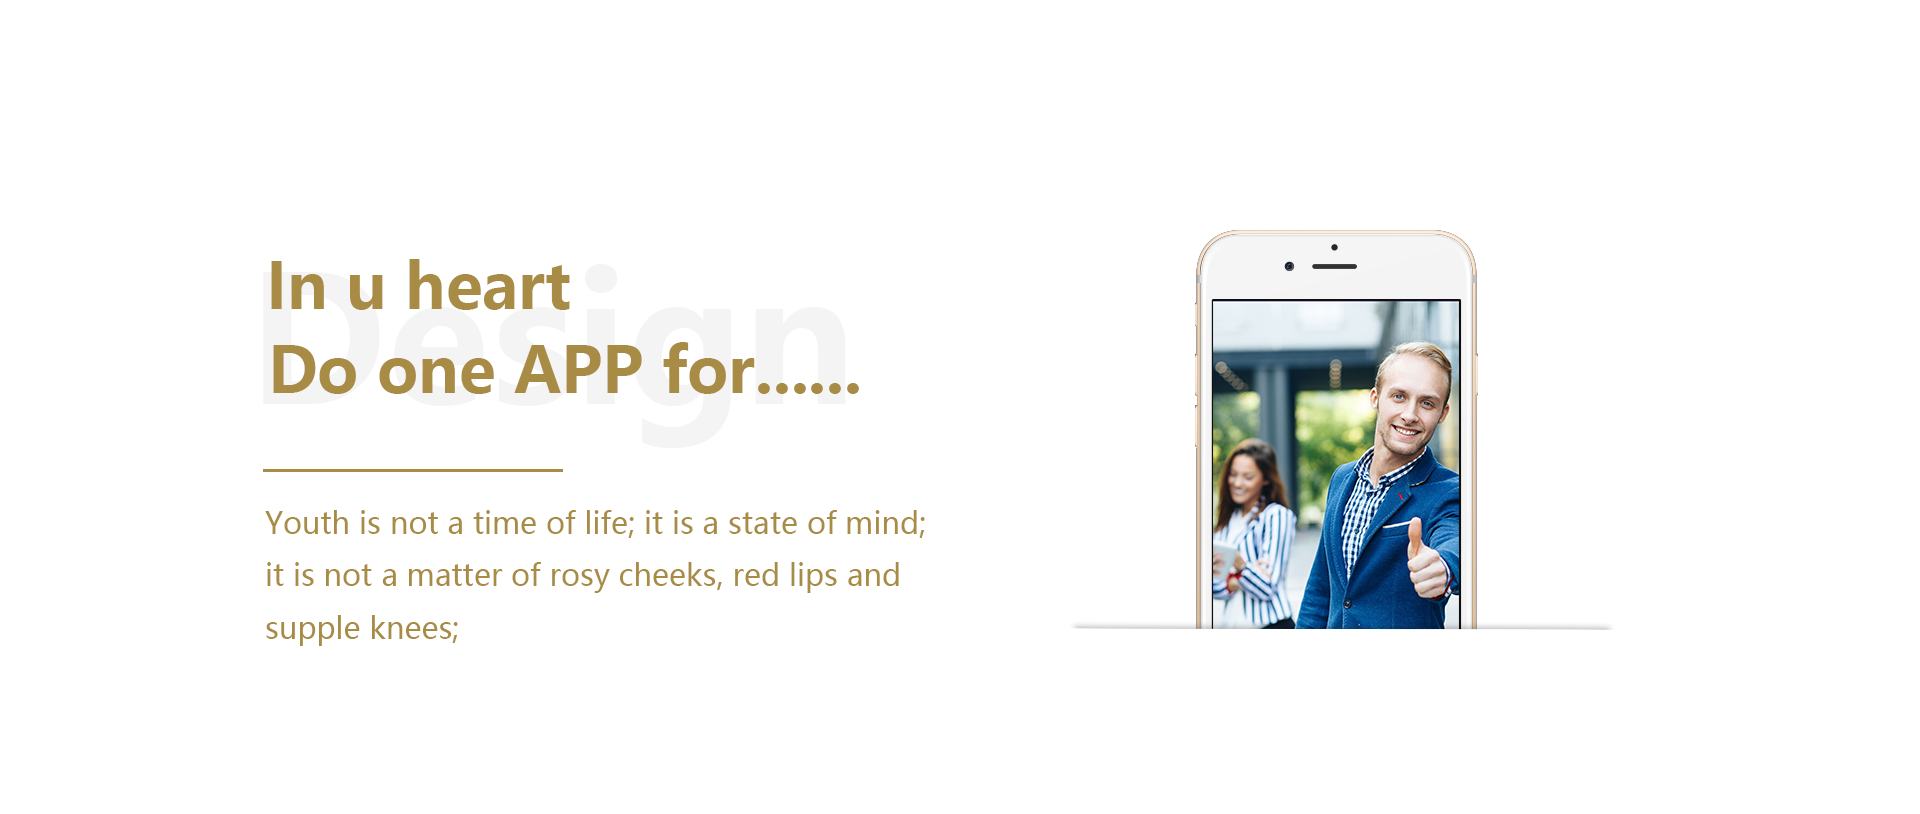 Design
In u heart
Do one APP for......
Youth is not a time of life; it is a state of mind;
it is not a matter of rosy cheeks, red lips and
supple knees;